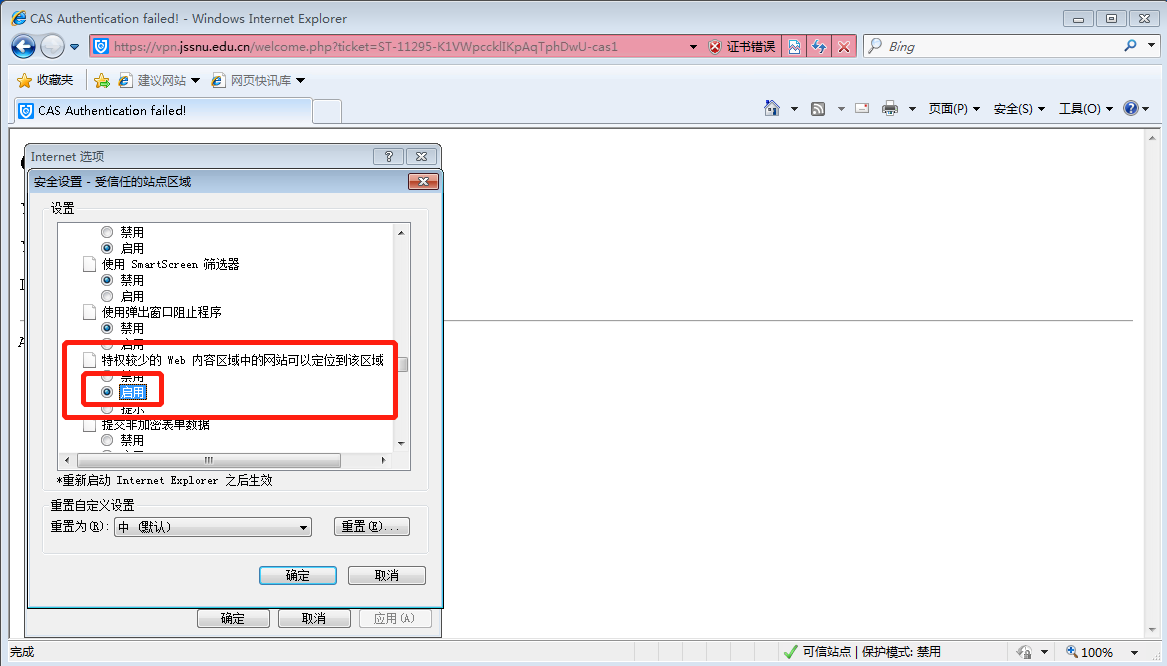 CAS Authentication failed! - Windows Internet Explorer
https://vpn.jssnu.edu.cn/welcome.php?ticket=ST-11295-K1VWpcckIIKpAqTphDwU-cas1
证书错误
Bing
收藏夹
建议网站
网页快讯库
CAS Authentication failed!
页面(P)
安全(S)
工具(O)
Internet 选项
安全设置 - 受信任的站点区域
设置
禁用
启用
使用 SmartScreen 筛选器
禁用
启用
使用弹出窗口阻止程序
禁用
启用
特权较少的 Web 内容区域中的网站可以定位到该区域
禁用
启用
提示
提交非加密表单数据
禁用
*重新启动 Internet Explorer 之后生效
重置自定义设置
重置为(R):
中 (默认)
重置(E)...
确定
取消
确定
取消
应用(A)
完成
可信站点 | 保护模式: 禁用
100%